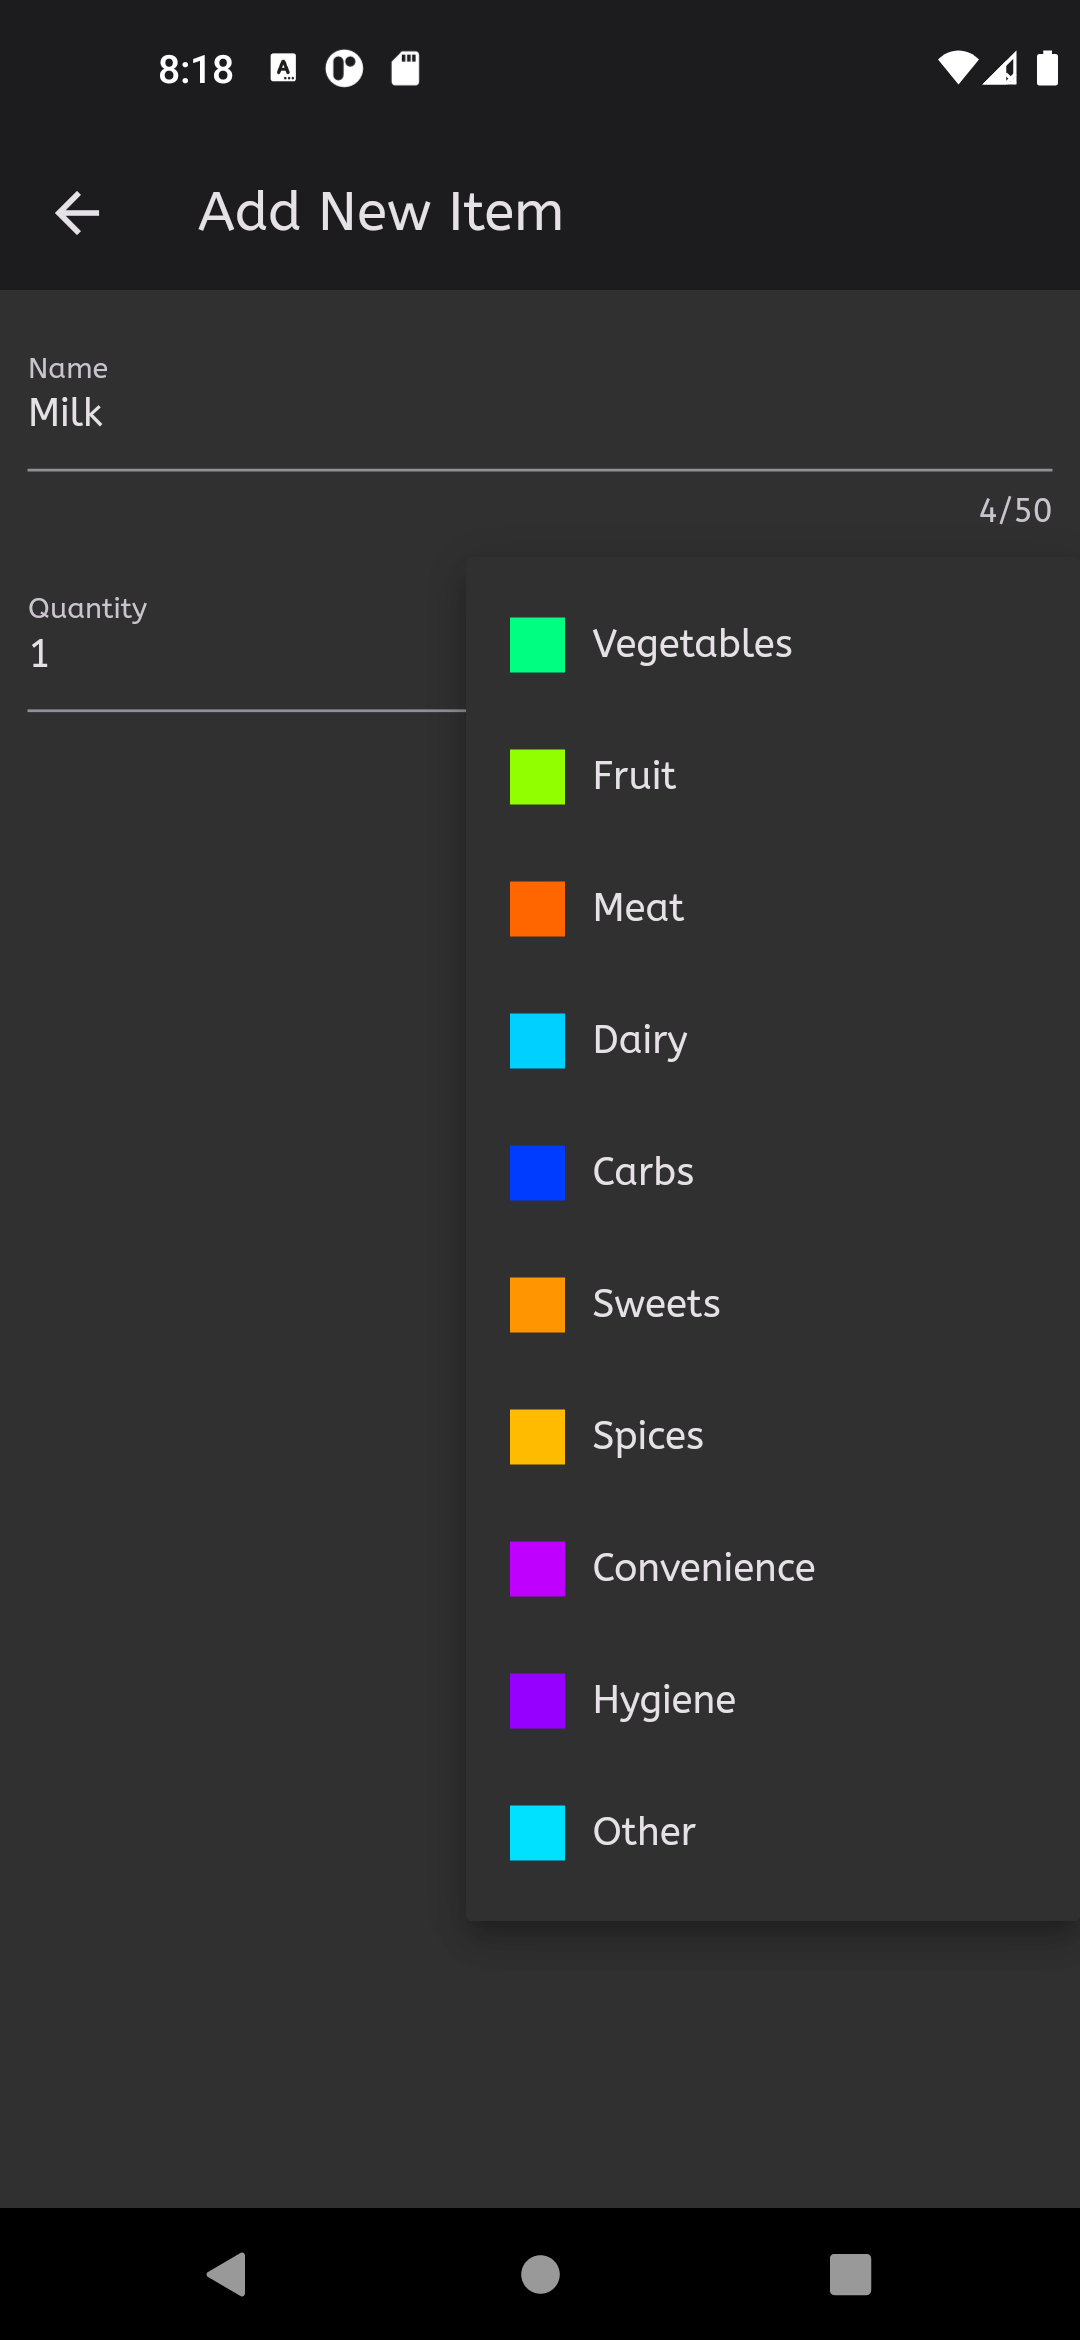 8:18
Add New Item
Name
Milk
4/50
Quantity
1
Vegetables
Fruit
Meat
Dairy
Carbs
Sweets
Spices
Convenience
Hygiene
Other